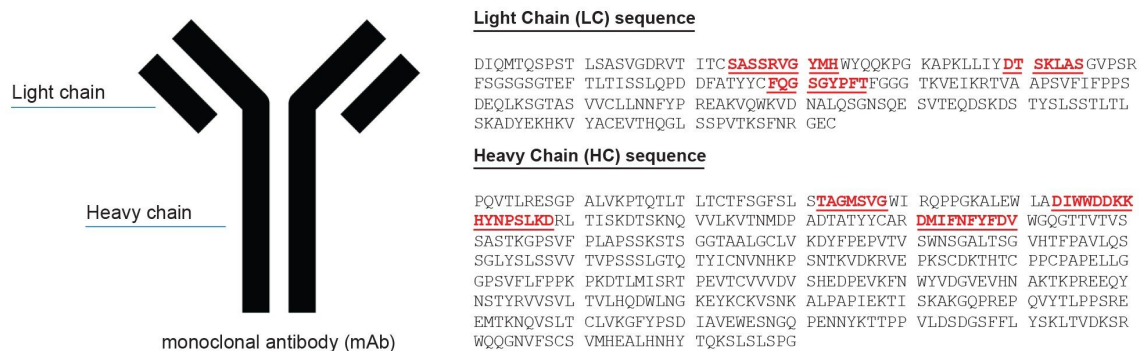 Light Chain (LC) sequence
DIQMTQSPST LSASVGDRVT ITCSASSRVG YMHWYQQKPG KAPKLLIYDT SKLASGVPSR
FSGSGSGTEF TLTISSLQPD DFATYYCFQG SGYPFTFGGG TKVEIKRTVA APSVFIFPPS
DEQLKSGTAS VVCLLNNFYP REAKVQWKVD NALQSGNSQE SVTEQDSKDS TYSLSSTLTL
SKADYEKHKV YACEVTHQGL SSPVTKSFNR GEC
Heavy Chain (HC) sequence
PQVTLRESGP ALVKPTQTLT LTCTFSGFSL STAGMSVGWI RQPPGKALEW LADIWWDDKK
HYNPSLKDRL TISKDTSKNQ VVLKVTNMDP ADTATYYCAR DMIFNFYFDV WGQGTTVTVS
SASTKGPSVF PLAPSSKSTS GGTAALGCLV KDYFPEPVTV SWNSGALTSG VHTFPAVLQS
SGLYSLSSVV TVPSSSLGTQ TYICNVNHKP SNTKVDKRVE PKSCDKTHTC PPCPAPELLG
GPSVFLFPPK PKDTLMISRT PEVTCVVVDV SHEDPEVKFN WYVDGVEVHN AKTKPREEQY
NSTYRVVSVL TVLHQDWLNG KEYKCKVSNK ALPAPIEKTI SKAKGQPREP QVYTLPPSRE
EMTKNQVSLT CLVKGFYPSD IAVEWESNGQ PENNYKTTPP VLDSDGSFFL YSKLTVDKSR
WQQGNVFSCS VMHEALHNHY TQKSLSLSPG
Light chain
Heavy chain
monoclonal antibody (mAb)